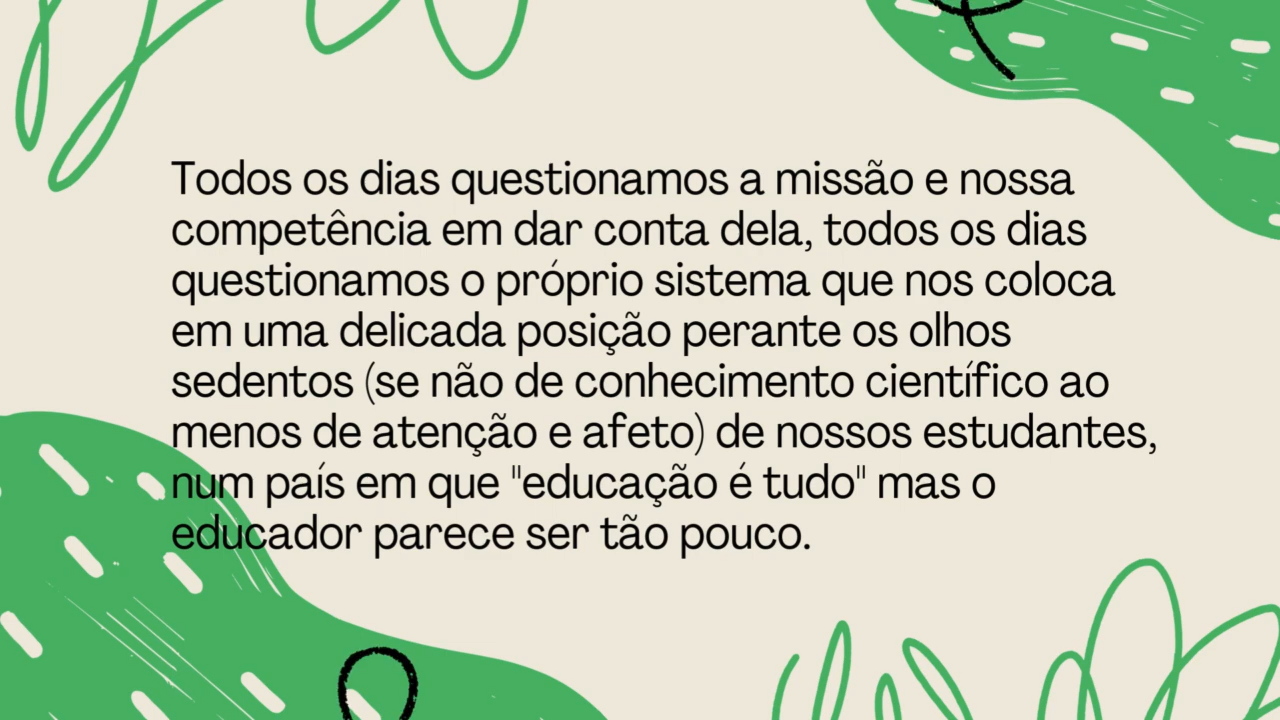 Todos os dias questionamos a missão e nossa
competência em dar conta dela, todos os dias
questionamos o próprio sistema que nos coloca
em uma delicada posição perante os olhos
sedentos (se não de conhecimento científico ao
menos de atenção e afeto) de nossos estudantes,
num país em que "educação é tudo" mas o
educador parece ser tão pouco.